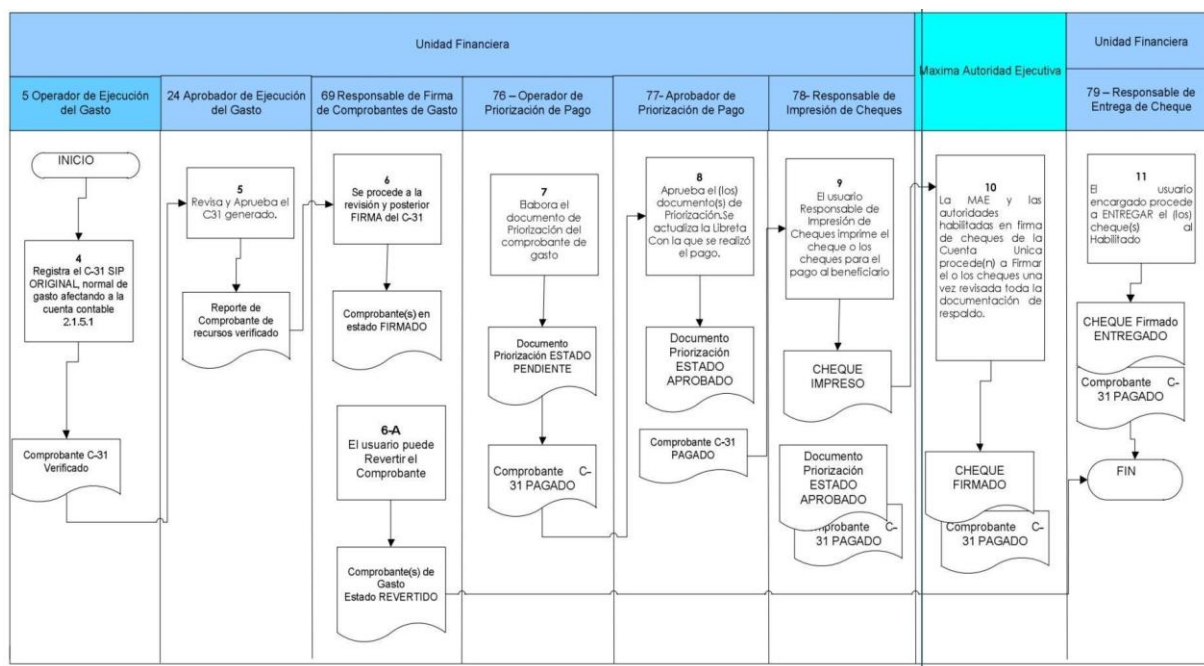 Unidad Financiera
Maxima Autoridad Ejecutiva
Unidad Financiera
5 Operador de Ejecución
del Gasto
24 Aprobador de Ejecución
del Gasto
69 Responsable de Firma
de Comprobantes de Gasto
76 – Operador de
Priorización de Pago
77- Aprobador de
Priorización de Pago
78- Responsable de
Impresión de Cheques
79 – Responsable de
Entrega de Cheque
INICIO
4
Registra el C-31 SIP
ORIGINAL, normal de
gasto afectando a la
cuenta contable
2.1.5.1
Comprobante C-31
Verificado
5
Revisa y Aprueba el
C31 generado.
Reporte de
Comprobante de
recursos verificado
6
Se procede a la
revisión y posterior
FIRMA del C-31
Comprobante(s) en
estado FIRMADO
6-A
El usuario puede
Revertir el
Comprobante
Comprobante(s) de
Gasto
Estado REVERTIDO
7
Elabora el
documento de
Priorización del
comprobante de
gasto
Documento
Priorización ESTADO
PENDIENTE
Comprobante C-
31 PAGADO
8
Aprueba el (los)
documento(s) de
Priorización.Se
actualiza la Libreta
Con la que se realizó
el pago.
Documento
Priorización
ESTADO
APROBADO
Comprobante C-31
PAGADO
9
El usuario
Responsable de
Impresión de
Cheques imprime el
cheque o los
cheques para el
pago al beneficiario
CHEQUE
IMPRESO
Documento
Priorización
ESTADO
APROBADO
mprobante C-
31 PAGADO
10
La MAE y las
autoridades
habilitadas en firma
de cheques de la
Cuenta Unica
procede(n) a Firmar
el o los cheques una
vez revisada toda la
documentación de
respaldo.
CHEQUE
FIRMADO
Comprobante C-
31 PAGADO
11
El usuario
encargado procede
a ENTREGAR el (los)
cheque(s) al
Habilitado
CHEQUE Firmado
ENTREGADO
Comprobante C-
31 PAGADO
FIN